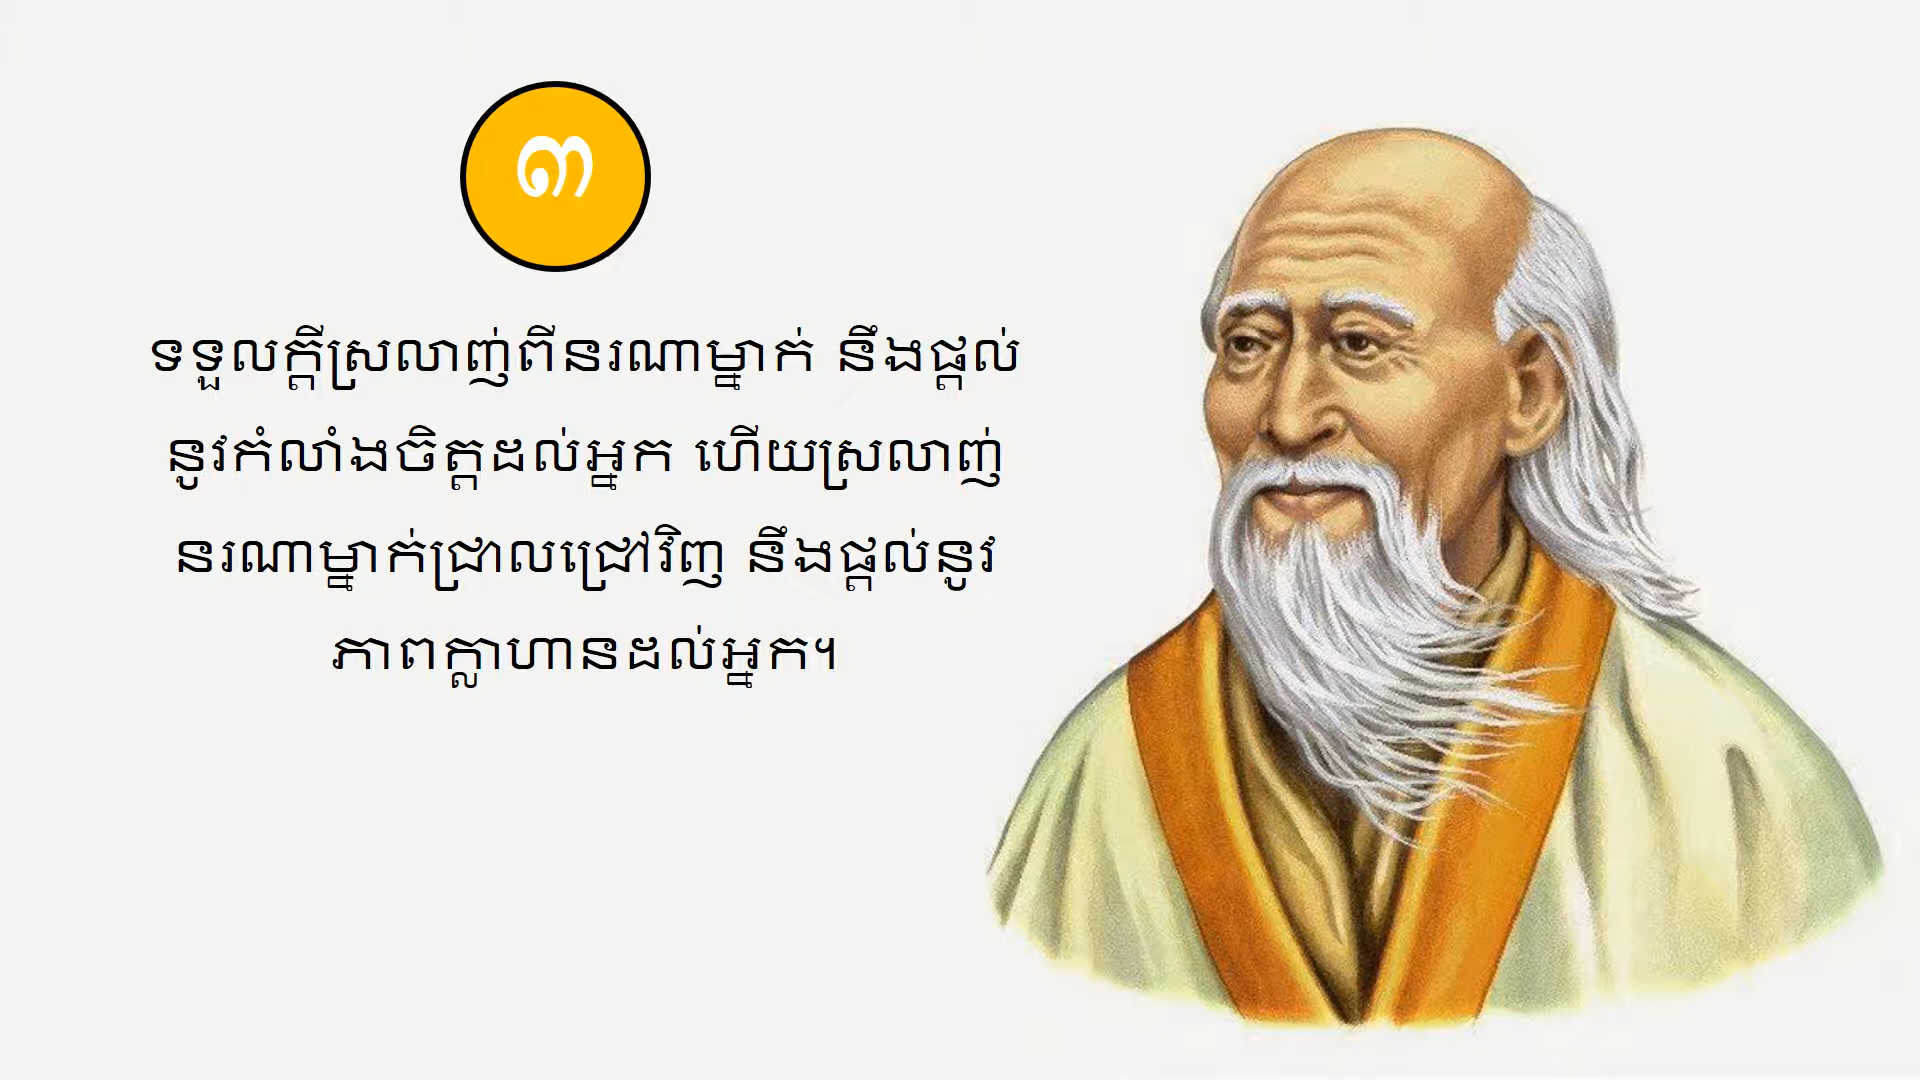 ៣
ទទួលក្ដីស្រលាញ់ពីនរណាម្នាក់ នឹងផ្ដល់
នូវកំលាំងចិត្តដល់អ្នក ហើយស្រលាញ់
នរណាម្នាក់ជ្រាលជ្រៅវិញ នឹងផ្ដល់នូវ
ភាពក្លាហានដល់អ្នក។